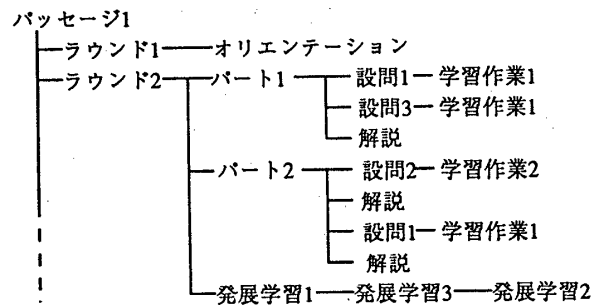 パッセージ1
ラウンド1 オリエンテーション
ラウンド2 パート1 設問1 学習作業1
設問3 学習作業1
解説
パート2 設問2 学習作業2
解説
設問1 学習作業1
解説
発展学習1 発展学習3 発展学習2